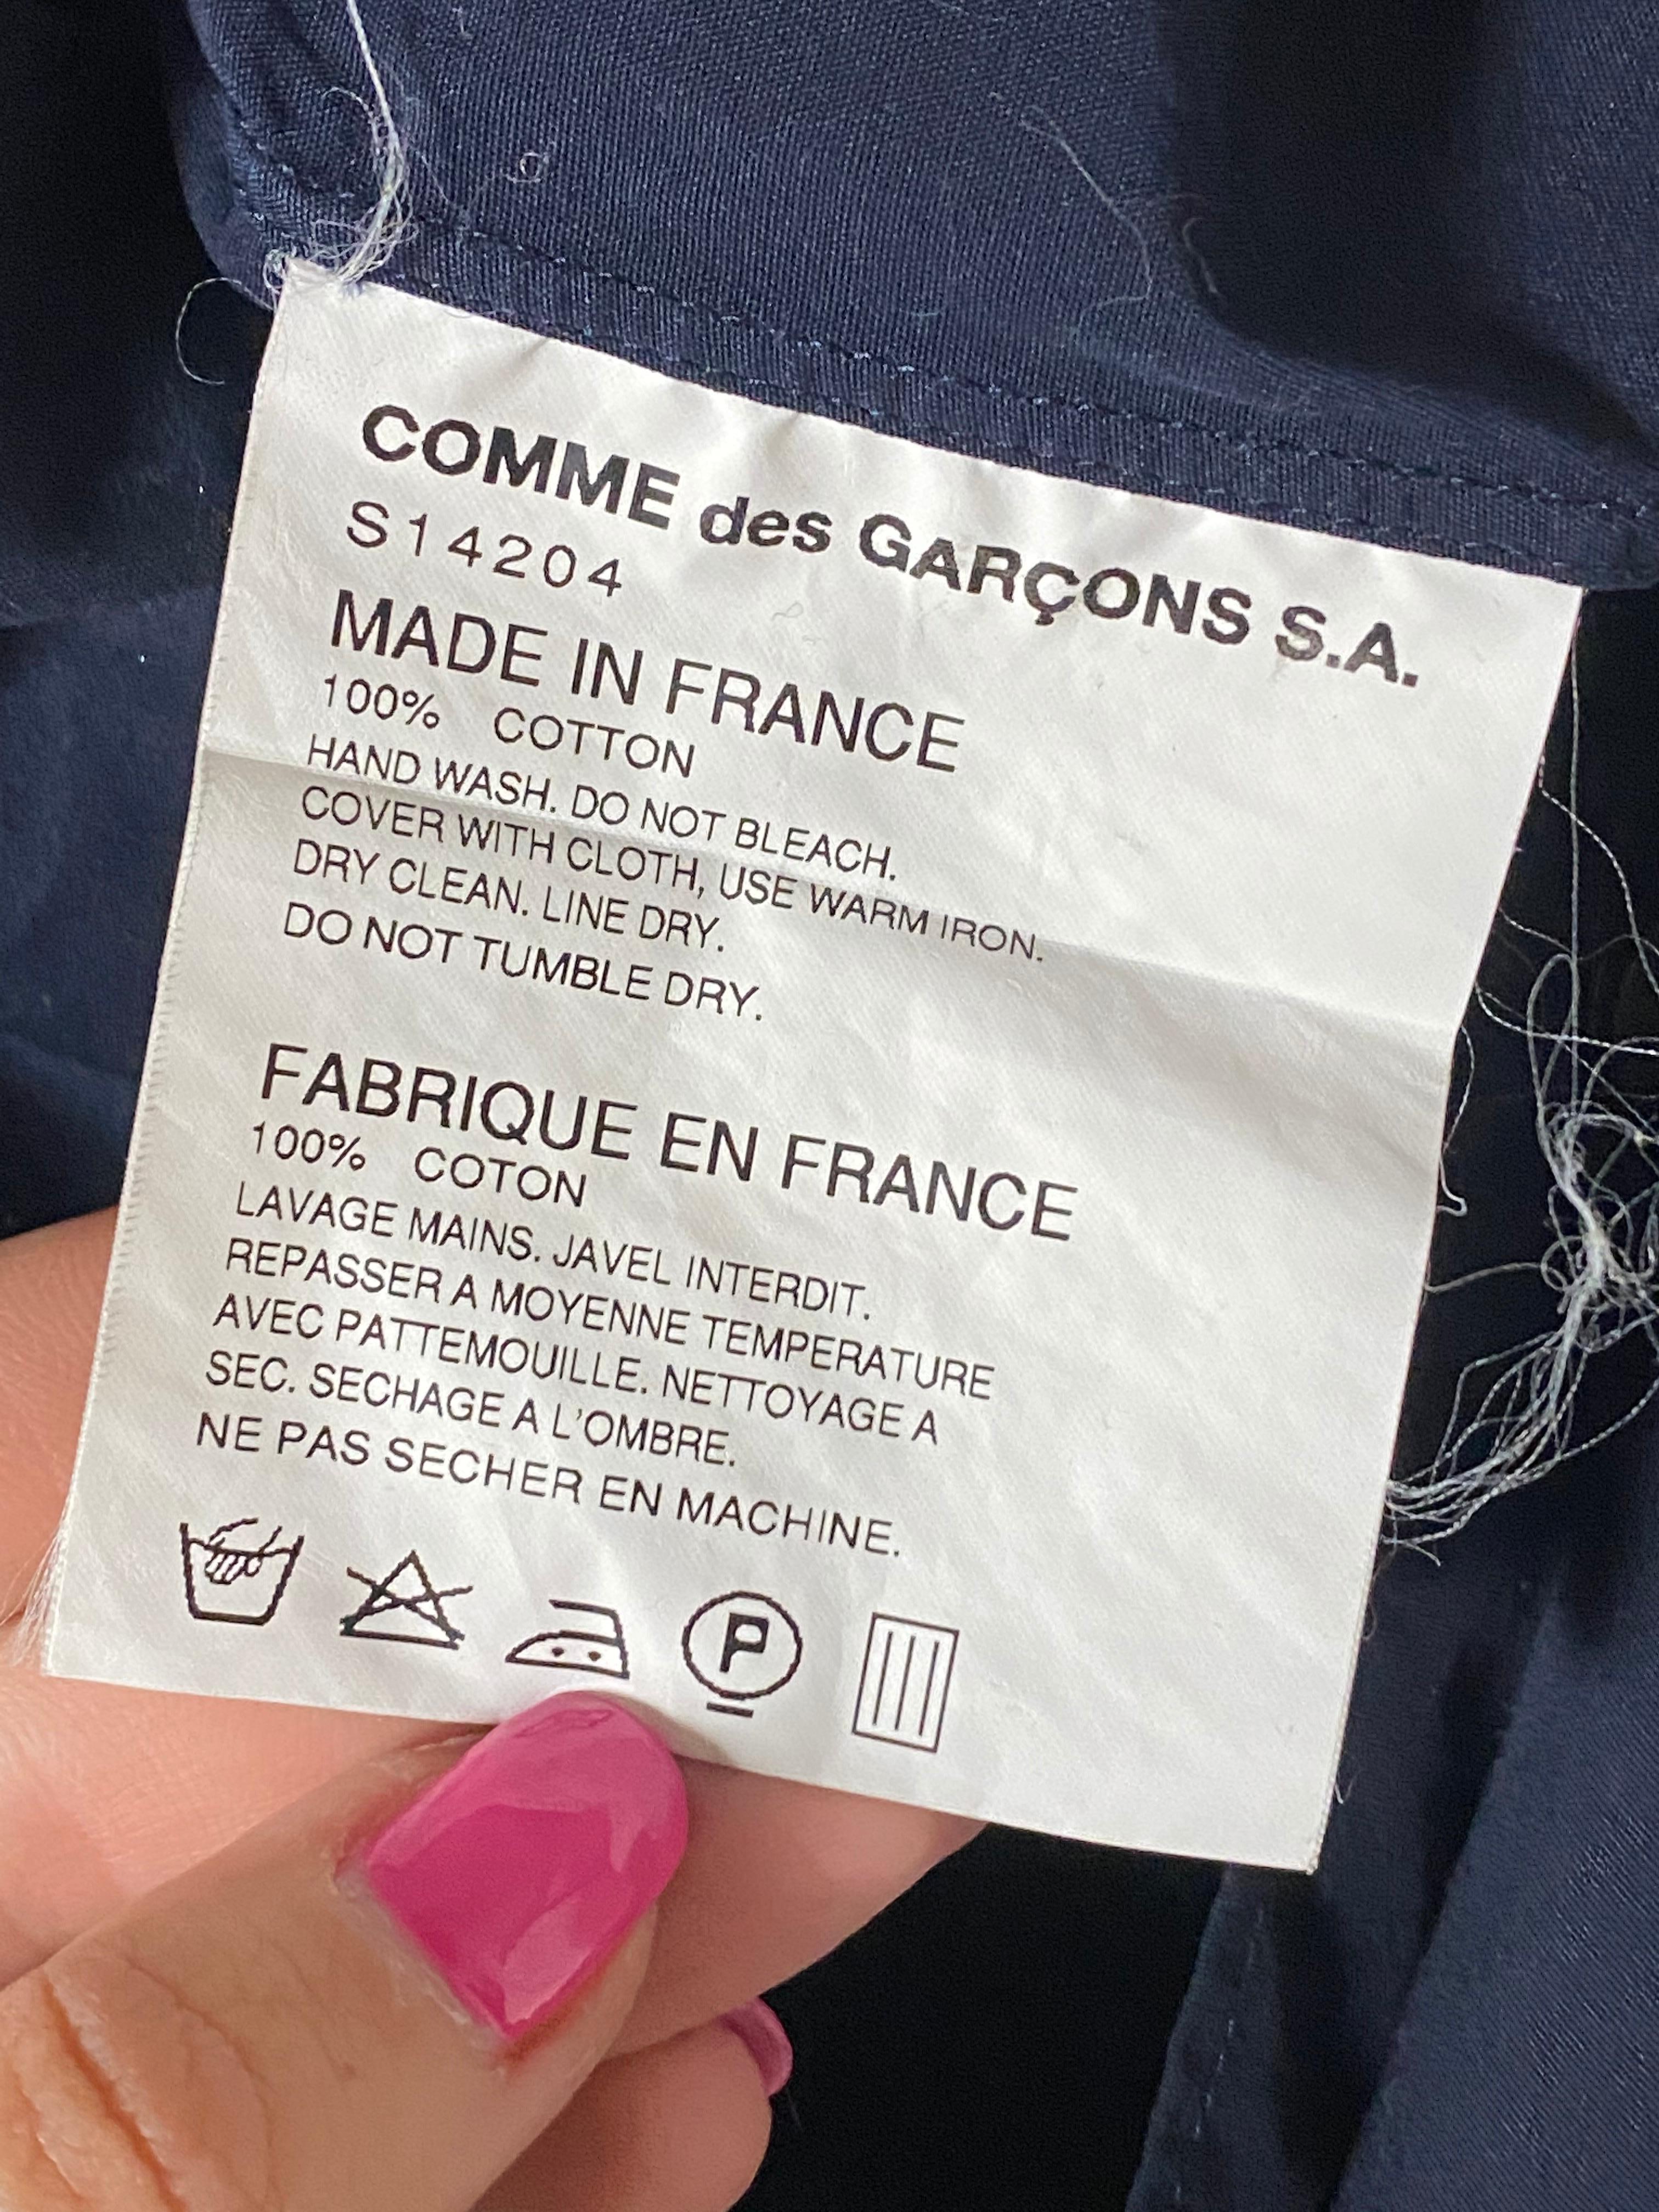 COMME des GARÇONS S.A.
S14204
MADE IN FRANCE
100% COTTON
HAND WASH. DO NOT BLEACH.
COVER WITH CLOTH, USE WARM IRON.
DRY CLEAN. LINE DRY.
DO NOT TUMBLE DRY.
FABRIQUE EN FRANCE
100% COTON
LAVAGE MAINS. JAVEL INTERDIT.
REPASSER A MOYENNE TEMPERATURE
AVEC PATTEMOUILLE. NETTOYAGE A
SEC. SECHAGE A L'OMBRE.
NE PAS SECHER EN MACHINE.
P